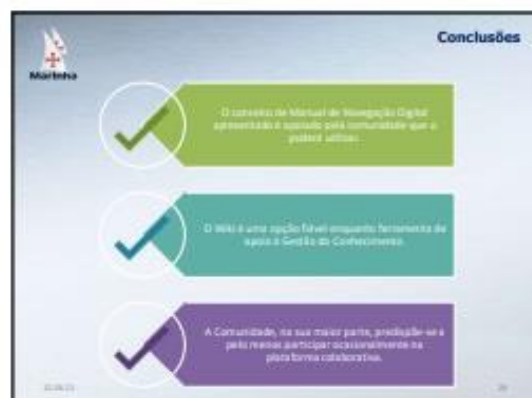 Conclusões
Marinha
O conceito de Manual de Navegação Digital
apresentado é apoiado pela comunidade que o
poderá utilizar.
O Wiki é uma opção fiável enquanto ferramenta de
apoio à Gestão do Conhecimento.
A Comunidade, na sua maior parte, predispõe-se a
pelo menos participar ocasionalmente na
plataforma colaborativa.